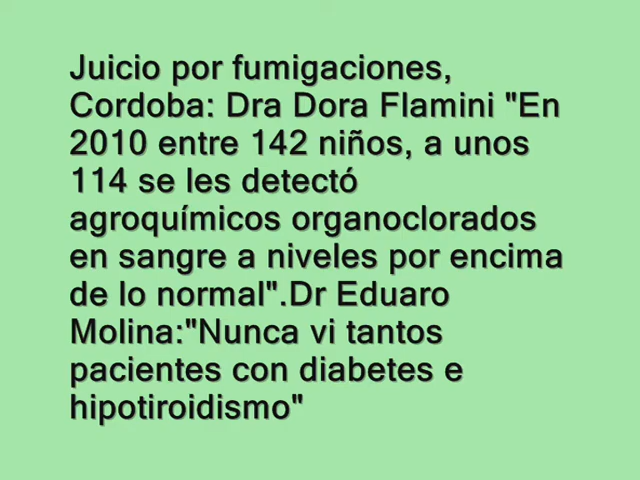 Juicio por fumigaciones,
Cordoba: Dra Dora Flamini "En
2010 entre 142 niños, a unos
114 se les detectó
agroquímicos organoclorados
en sangre a niveles por encima
de lo normal".Dr Eduaro
Molina:"Nunca vi tantos
pacientes con diabetes e
hipotiroidismo"